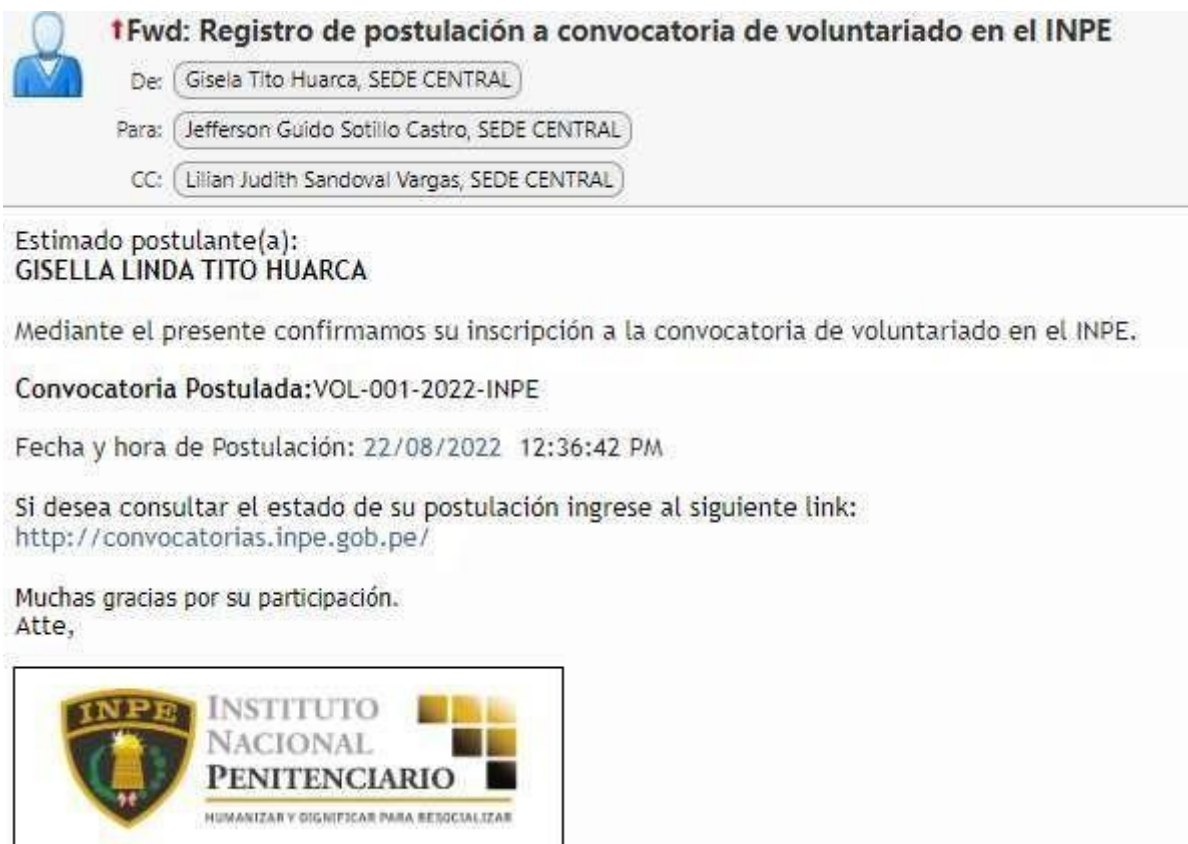 ↑Fwd: Registro de postulación a convocatoria de voluntariado en el INPE
De: Gisela Tito Huarca, SEDE CENTRAL
Para: Jefferson Guido Sotillo Castro, SEDE CENTRAL
CC: Lilian Judith Sandoval Vargas, SEDE CENTRAL
Estimado postulante(a):
GISELLA LINDA TITO HUARCA
Mediante el presente confirmamos su inscripción a la convocatoria de voluntariado en el INPE.
Convocatoria Postulada:VOL-001-2022-INPE
Fecha y hora de Postulación: 22/08/2022 12:36:42 PM
Si desea consultar el estado de su postulación ingrese al siguiente link:
http://convocatorias.inpe.gob.pe/
Muchas gracias por su participación.
Atte,
INPE
INSTITUTO
NACIONAL
PENITENCIARIO
HUMANIZAR Y DIGNIFICAR PARA RESOCIALIZAR